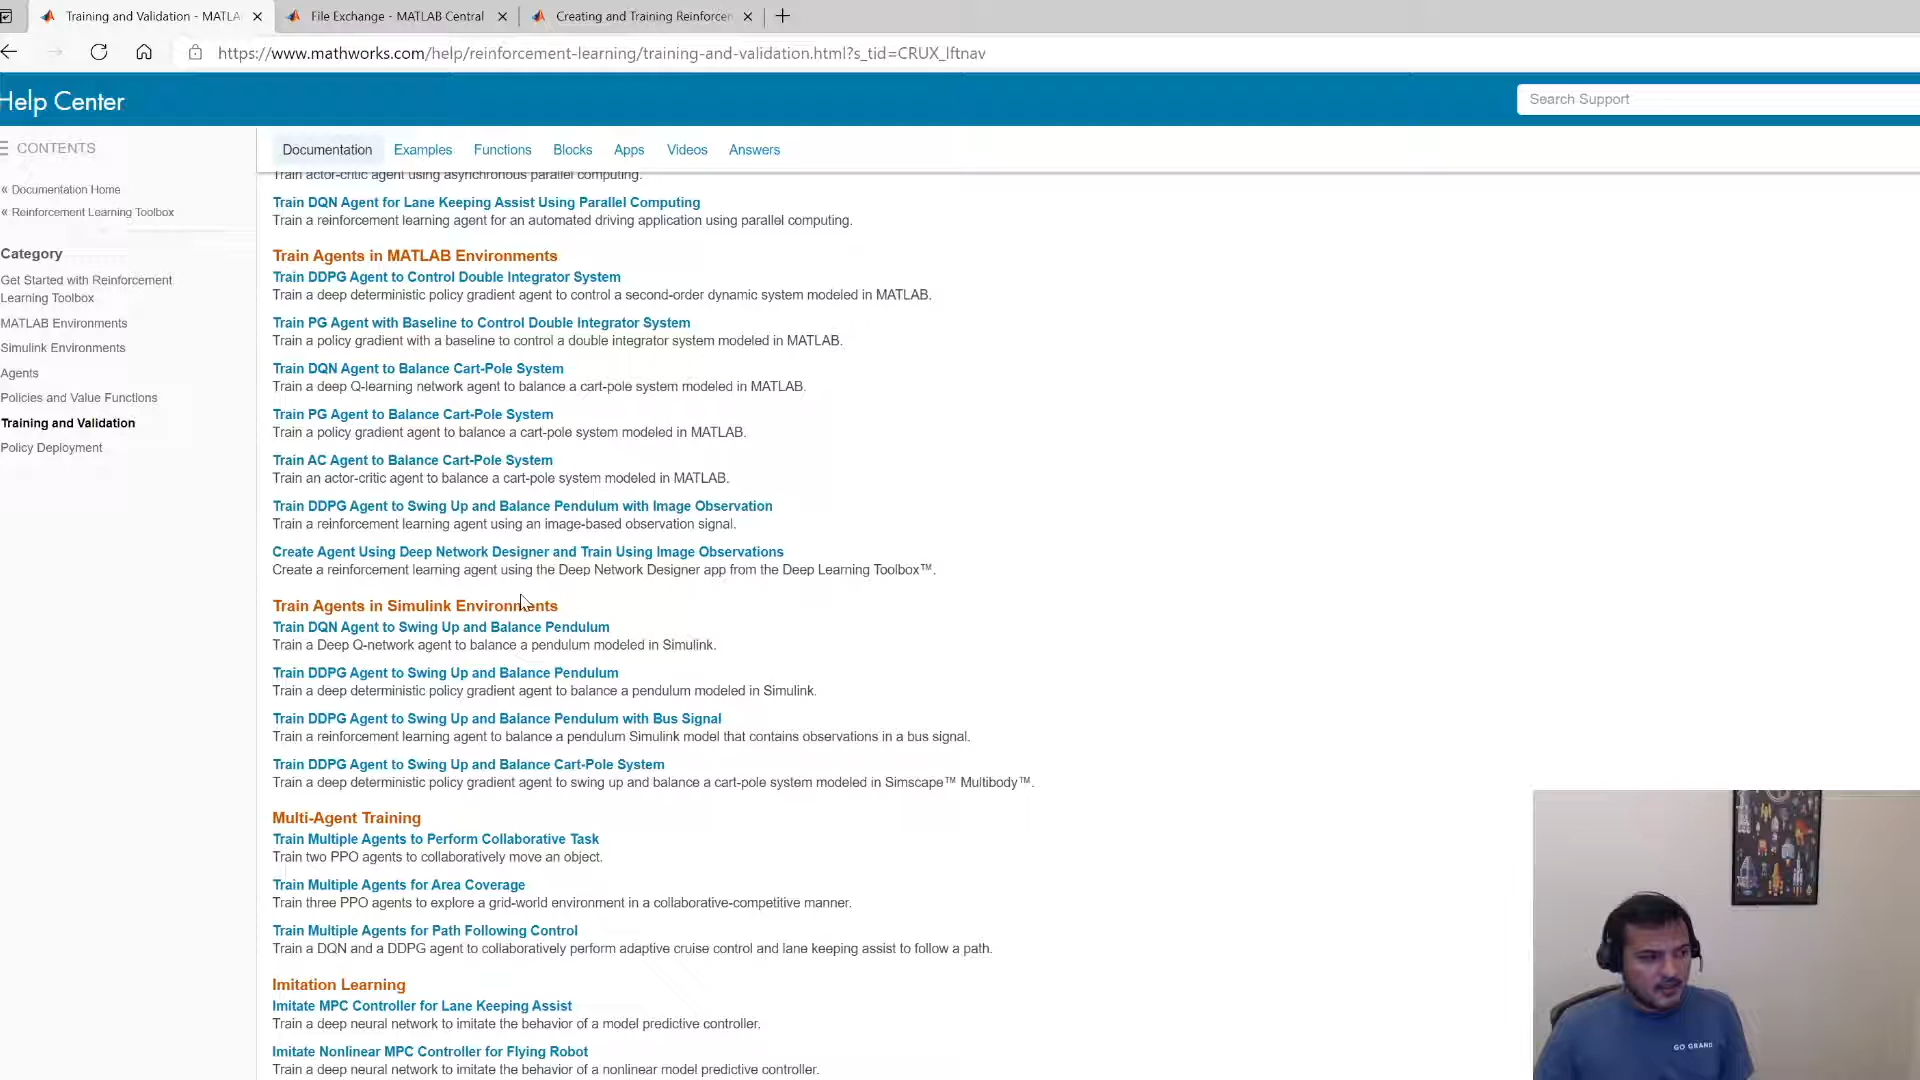 Training and Validation - MATLA
File Exchange - MATLAB Central
Creating and Training Reinforcer
https://www.mathworks.com/help/reinforcement-learning/training-and-validation.html?s_tid=CRUX_lftnav
Help Center
Search Support
CONTENTS
« Documentation Home
« Reinforcement Learning Toolbox
Category
Get Started with Reinforcement
Learning Toolbox
MATLAB Environments
Simulink Environments
Agents
Policies and Value Functions
Training and Validation
Policy Deployment
Documentation
Examples
Functions
Blocks
Apps
Videos
Answers
Train actor-critic agent using asynchronous parallel computing.
Train DQN Agent for Lane Keeping Assist Using Parallel Computing
Train a reinforcement learning agent for an automated driving application using parallel computing.
Train Agents in MATLAB Environments
Train DDPG Agent to Control Double Integrator System
Train a deep deterministic policy gradient agent to control a second-order dynamic system modeled in MATLAB.
Train PG Agent with Baseline to Control Double Integrator System
Train a policy gradient with a baseline to control a double integrator system modeled in MATLAB.
Train DQN Agent to Balance Cart-Pole System
Train a deep Q-learning network agent to balance a cart-pole system modeled in MATLAB.
Train PG Agent to Balance Cart-Pole System
Train a policy gradient agent to balance a cart-pole system modeled in MATLAB.
Train AC Agent to Balance Cart-Pole System
Train an actor-critic agent to balance a cart-pole system modeled in MATLAB.
Train DDPG Agent to Swing Up and Balance Pendulum with Image Observation
Train a reinforcement learning agent using an image-based observation signal.
Create Agent Using Deep Network Designer and Train Using Image Observations
Create a reinforcement learning agent using the Deep Network Designer app from the Deep Learning Toolbox™.
Train Agents in Simulink Environments
Train DQN Agent to Swing Up and Balance Pendulum
Train a Deep Q-network agent to balance a pendulum modeled in Simulink.
Train DDPG Agent to Swing Up and Balance Pendulum
Train a deep deterministic policy gradient agent to balance a pendulum modeled in Simulink.
Train DDPG Agent to Swing Up and Balance Pendulum with Bus Signal
Train a reinforcement learning agent to balance a pendulum Simulink model that contains observations in a bus signal.
Train DDPG Agent to Swing Up and Balance Cart-Pole System
Train a deep deterministic policy gradient agent to swing up and balance a cart-pole system modeled in Simscape™ Multibody™.
Multi-Agent Training
Train Multiple Agents to Perform Collaborative Task
Train two PPO agents to collaboratively move an object.
Train Multiple Agents for Area Coverage
Train three PPO agents to explore a grid-world environment in a collaborative-competitive manner.
Train Multiple Agents for Path Following Control
Train a DQN and a DDPG agent to collaboratively perform adaptive cruise control and lane keeping assist to follow a path.
Imitation Learning
Imitate MPC Controller for Lane Keeping Assist
Train a deep neural network to imitate the behavior of a model predictive controller.
Imitate Nonlinear MPC Controller for Flying Robot
Train a deep neural network to imitate the behavior of a nonlinear model predictive controller.
GO GRAND